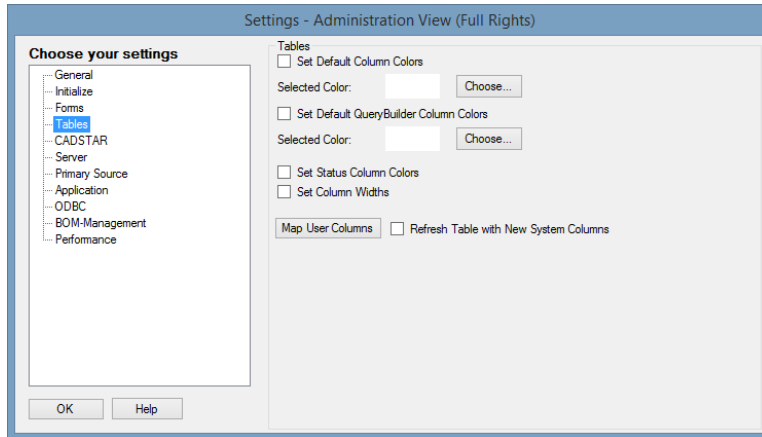 Settings - Administration View (Full Rights)
Choose your settings
General
Initialize
Forms
Tables
CADSTAR
Server
Primary Source
Application
ODBC
BOM-Management
Performance
OK Help
Tables
Set Default Column Colors
Selected Color: Choose...
Set Default QueryBuilder Column Colors
Selected Color: Choose...
Set Status Column Colors
Set Column Widths
Map User Columns Refresh Table with New System Columns